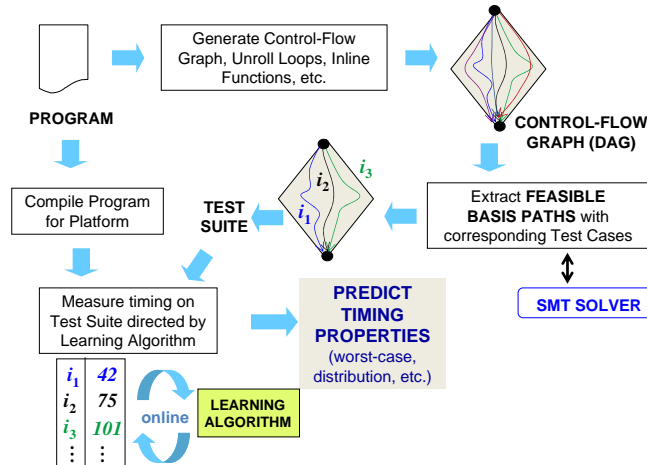 Generate Control-Flow
Graph, Unroll Loops, Inline
Functions, etc.
PROGRAM
CONTROL-FLOW
GRAPH (DAG)
Compile Program
for Platform
TEST
SUITE
i1
i2
i3
Extract FEASIBLE
BASIS PATHS with
corresponding Test Cases
SMT SOLVER
Measure timing on
Test Suite directed by
Learning Algorithm
PREDICT
TIMING
PROPERTIES
(worst-case,
distribution, etc.)
i1 42
i2 75
i3 101
⋮ ⋮
online
LEARNING
ALGORITHM